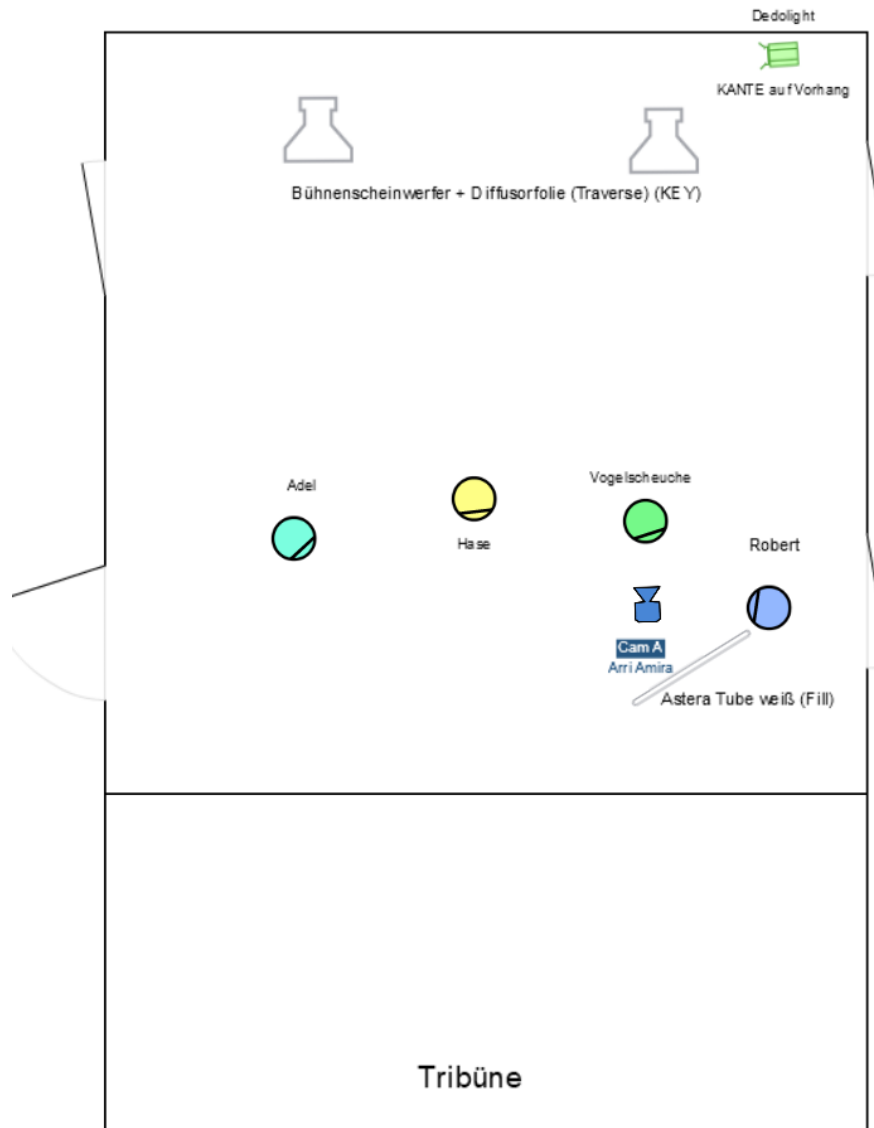 Dedolight
KANTE auf Vorhang
Bühnenscheinwerfer + Diffusorfolie (Traverse) (KEY)
Vogelscheuche
Adel
Hase
Robert
Cam A
Arri Amira
Astera Tube weiß (Fill)
Tribüne